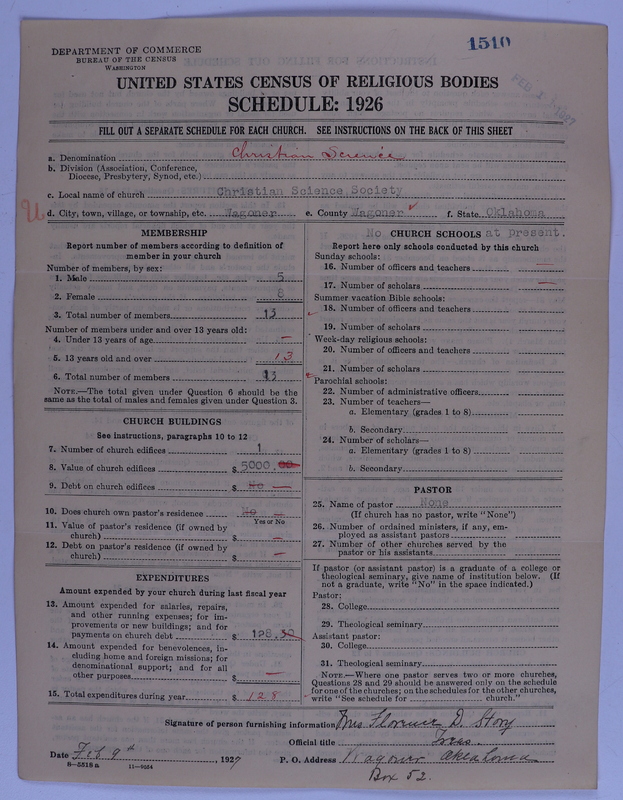 1510
DEPARTMENT OF COMMERCE
BUREAU OF THE CENSUS
WASHINGTON
UNITED STATES CENSUS OF RELIGIOUS BODIES
SCHEDULE: 1926
FILL OUT A SEPARATE SCHEDULE FOR EACH CHURCH. SEE INSTRUCTIONS ON THE BACK OF THIS SHEET
a. Denomination Christian Science
b. Division (Association, Conference, Diocese, Presbytery, Synod, etc.)
c. Local name of church Christian Science Society
d. City, town, village, or township, etc. Wagoner e. County Wagoner f. State Oklahoma
MEMBERSHIP
Report number of members according to definition of
member in your church
Number of members, by sex:
1. Male 5
2. Female 8
3. Total number of members 13
Number of members under and over 13 years old:
4. Under 13 years of age —
5. 13 years old and over 13
6. Total number of members 13
NOTE.—The total given under Question 6 should be the
same as the total of males and females given under Question 3.
CHURCH BUILDINGS
See instructions, paragraphs 10 to 12
7. Number of church edifices 1
8. Value of church edifices $ 5000.00
9. Debt on church edifices $ No —
10. Does church own pastor's residence No —
Yes or No
11. Value of pastor's residence (if owned by
church) $ —
12. Debt on pastor's residence (if owned by
church) $ —
EXPENDITURES
Amount expended by your church during last fiscal year
13. Amount expended for salaries, repairs,
and other running expenses; for im-
provements or new buildings; and for
payments on church debt $ 128.30
14. Amount expended for benevolences, in-
cluding home and foreign missions; for
denominational support; and for all
other purposes $ —
15. Total expenditures during year $ 128
No CHURCH SCHOOLS at present.
Report here only schools conducted by this church
Sunday schools:
16. Number of officers and teachers —
17. Number of scholars —
Summer vacation Bible schools:
18. Number of officers and teachers
19. Number of scholars
Week-day religious schools:
20. Number of officers and teachers
21. Number of scholars
Parochial schools:
22. Number of administrative officers
23. Number of teachers—
a. Elementary (grades 1 to 8)
b. Secondary
24. Number of scholars—
a. Elementary (grades 1 to 8)
b. Secondary
PASTOR
25. Name of pastor None
(If church has no pastor, write "None")
26. Number of ordained ministers, if any, em-
ployed as assistant pastors
27. Number of other churches served by the
pastor or his assistants
If pastor (or assistant pastor) is a graduate of a college or
theological seminary, give name of institution below. (If
not a graduate, write "No" in the space indicated.)
Pastor:
28. College
29. Theological seminary
Assistant pastor:
30. College
31. Theological seminary
NOTE.—Where one pastor serves two or more churches,
Questions 28 and 29 should be answered only on the schedule
for one of the churches; on the schedules for the other churches,
write "See schedule for church."
Signature of person furnishing information Mrs Florence D. Story
Official title Treas.
Date Feb 9th, 1927 P. O. Address Wagoner Oklahoma
Box 52.
8-5518a 11-8664